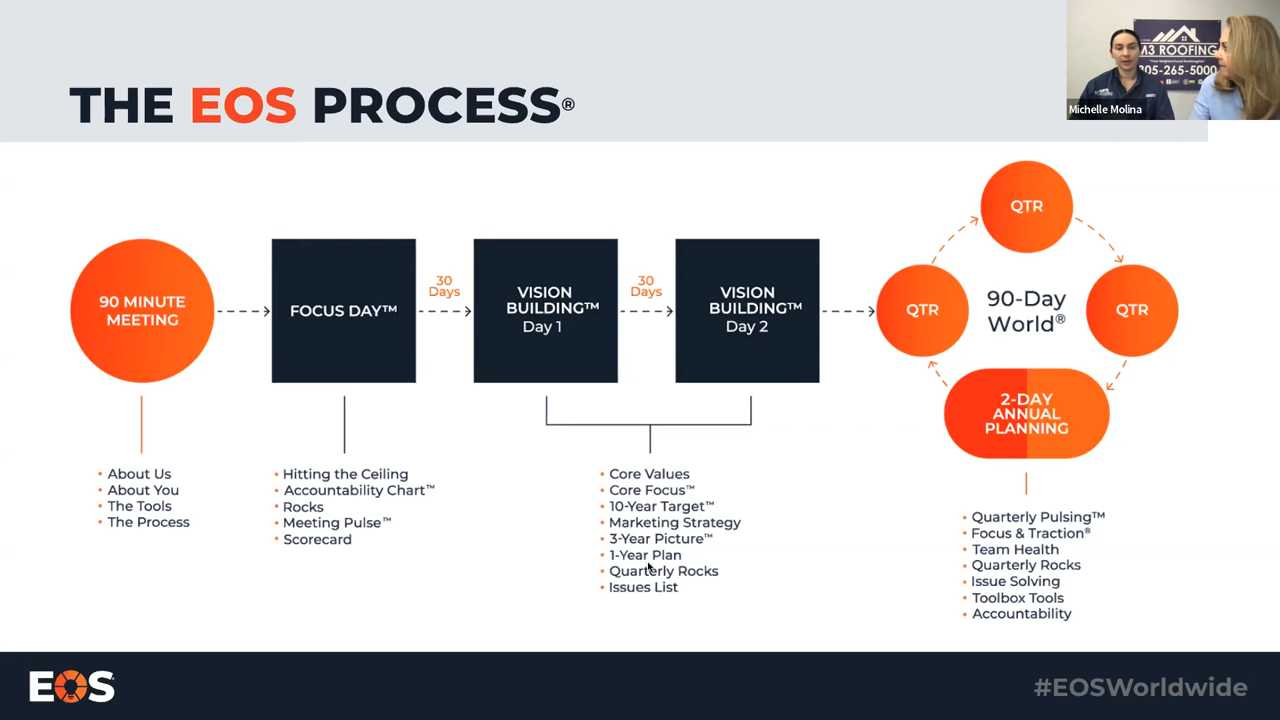 THE EOS PROCESS®
M3 ROOFING
305-265-5000
Michelle Molina
90 MINUTE
MEETING
FOCUS DAY™
30
Days
VISION
BUILDING™
Day 1
30
Days
VISION
BUILDING™
Day 2
QTR
QTR
90-Day
World®
QTR
2-DAY
ANNUAL
PLANNING
• About Us
• About You
• The Tools
• The Process
• Hitting the Ceiling
• Accountability Chart™
• Rocks
• Meeting Pulse™
• Scorecard
• Core Values
• Core Focus™
• 10-Year Target™
• Marketing Strategy
• 3-Year Picture™
• 1-Year Plan
• Quarterly Rocks
• Issues List
• Quarterly Pulsing™
• Focus & Traction®
• Team Health
• Quarterly Rocks
• Issue Solving
• Toolbox Tools
• Accountability
EOS
#EOSWorldwide